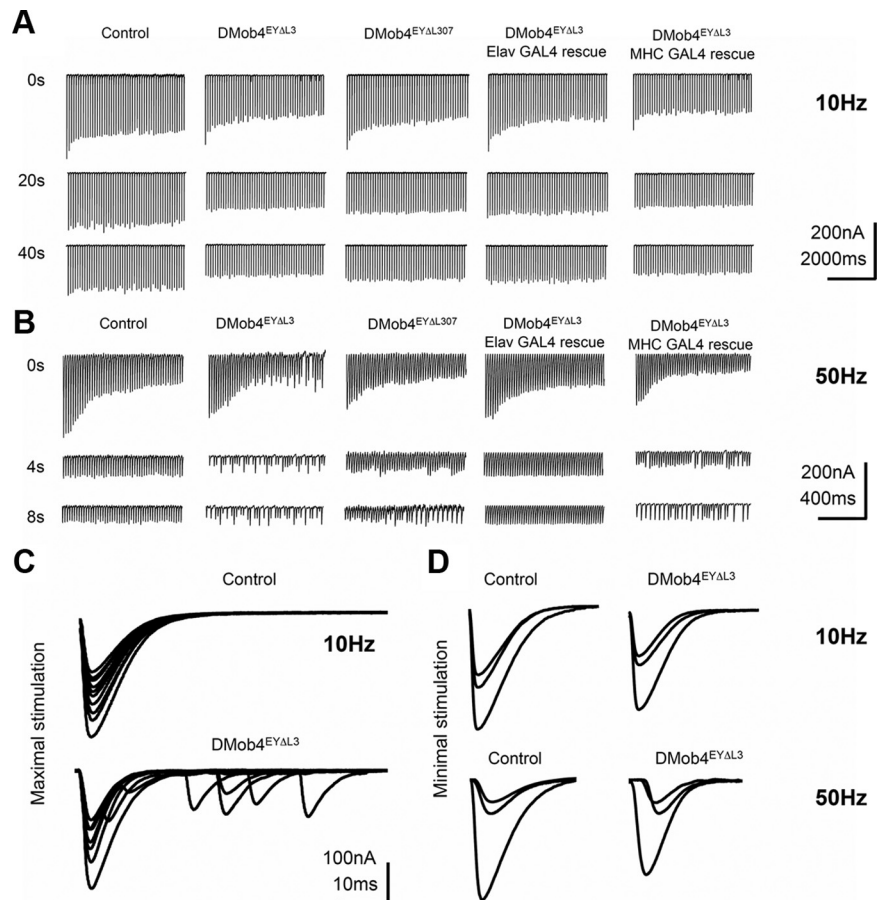 A
Control
DMob4EYΔL3
DMob4EYΔL307
DMob4EYΔL3
Elav GAL4 rescue
DMob4EYΔL3
MHC GAL4 rescue
0s
10Hz
20s
40s
200nA
2000ms
B
Control
DMob4EYΔL3
DMob4EYΔL307
DMob4EYΔL3
Elav GAL4 rescue
DMob4EYΔL3
MHC GAL4 rescue
0s
50Hz
4s
8s
200nA
400ms
C
Control
Maximal stimulation
10Hz
DMob4EYΔL3
100nA
10ms
D
Control
DMob4EYΔL3
Minimal stimulation
10Hz
Control
DMob4EYΔL3
50Hz